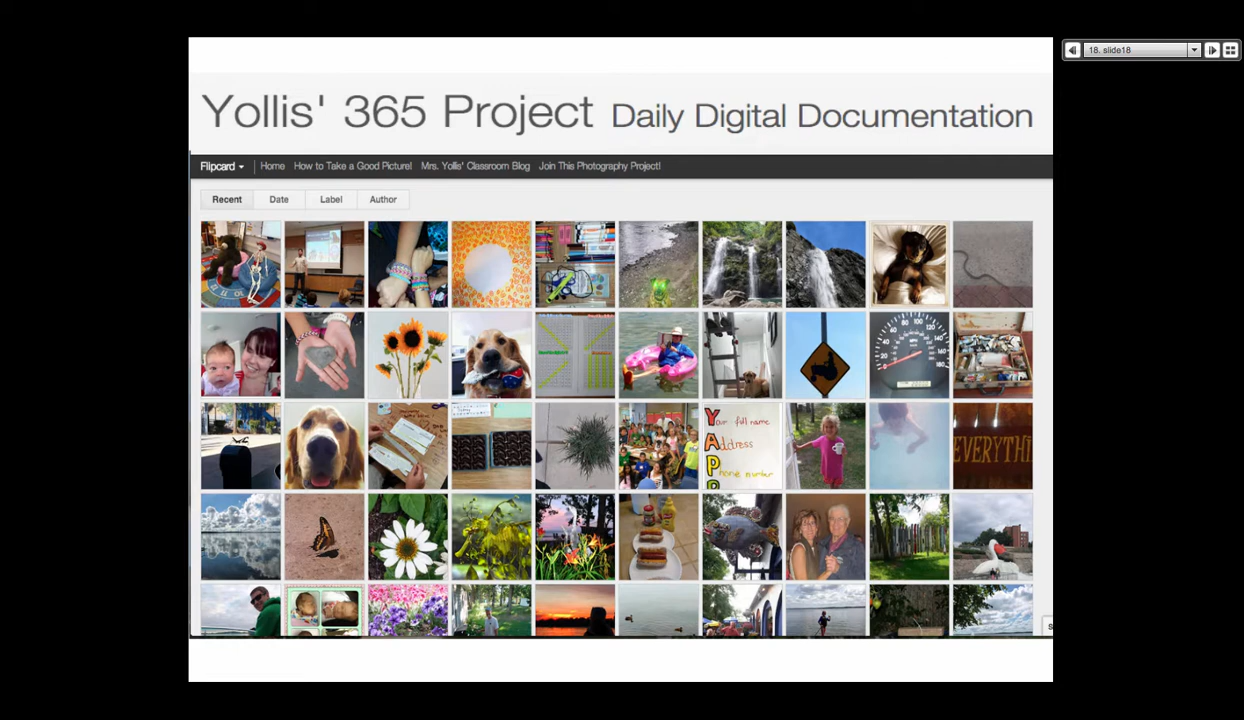 18. slide18
Yollis' 365 Project Daily Digital Documentation
Flipcard Home How to Take a Good Picture! Mrs. Yollis' Classroom Blog Join This Photography Project!
Recent Date Label Author
Your full name
Address
Phone number
P
EVERYTHI